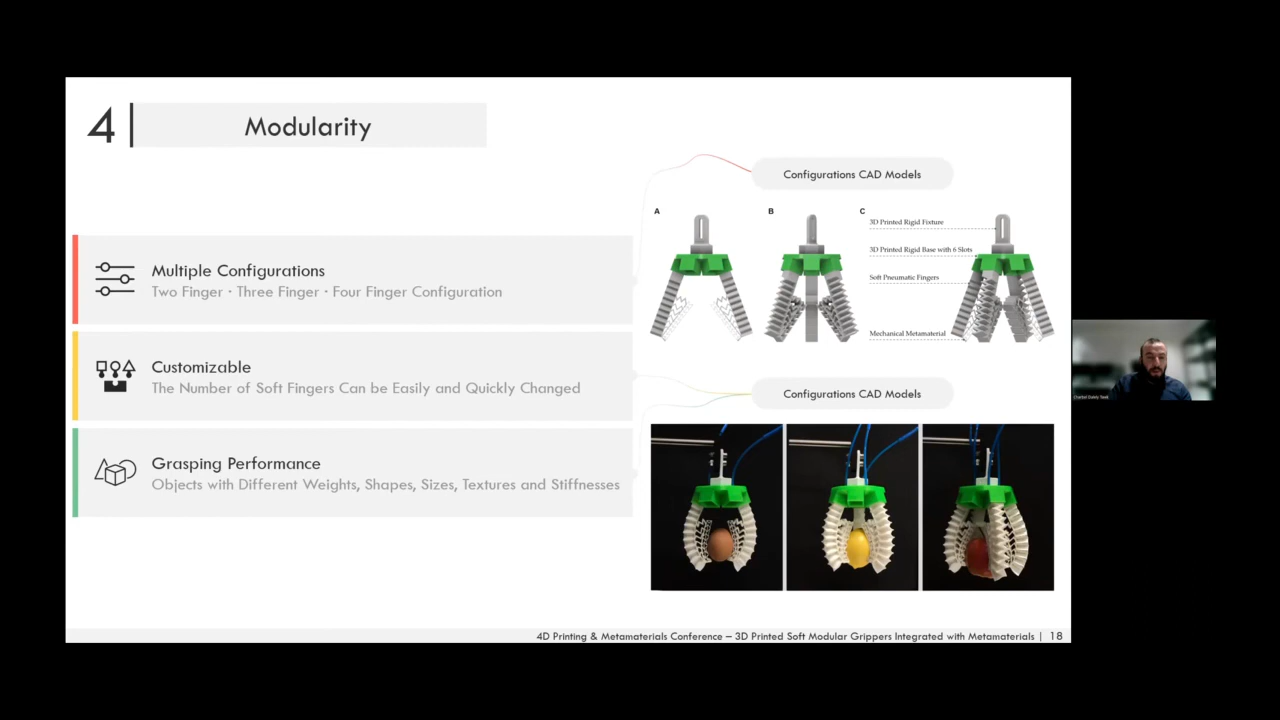 4
Modularity
Multiple Configurations
Two Finger · Three Finger · Four Finger Configuration
Customizable
The Number of Soft Fingers Can be Easily and Quickly Changed
Grasping Performance
Objects with Different Weights, Shapes, Sizes, Textures and Stiffnesses
Configurations CAD Models
A
B
C
3D Printed Rigid Fixture
3D Printed Rigid Base with 6 Slots
Soft Pneumatic Fingers
Mechanical Metamaterial
Configurations CAD Models
4D Printing & Metamaterials Conference – 3D Printed Soft Modular Grippers Integrated with Metamaterials | 18